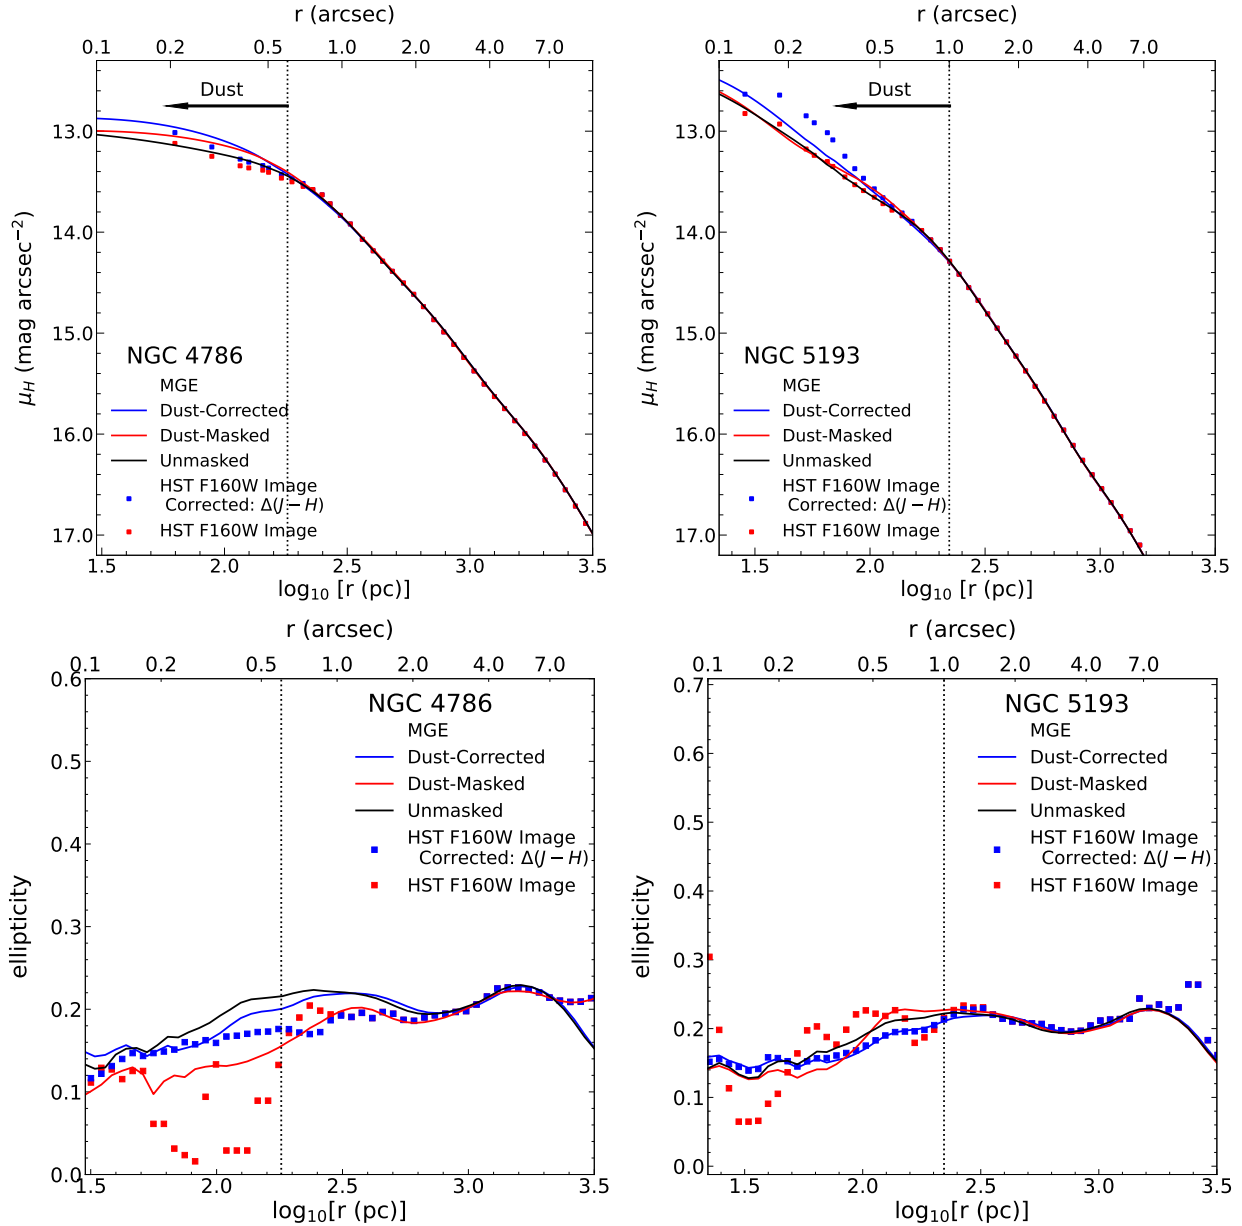 r (arcsec)
0.1 0.2 0.5 1.0 2.0 4.0 7.0
Dust
13.0
14.0
15.0
16.0
17.0
μH (mag arcsec−2)
NGC 4786
MGE
Dust-Corrected
Dust-Masked
Unmasked
HST F160W Image
Corrected: Δ(J − H)
HST F160W Image
1.5 2.0 2.5 3.0 3.5
log10 [r (pc)]
r (arcsec)
0.1 0.2 0.5 1.0 2.0 4.0 7.0
Dust
13.0
14.0
15.0
16.0
17.0
μH (mag arcsec−2)
NGC 5193
MGE
Dust-Corrected
Dust-Masked
Unmasked
HST F160W Image
Corrected: Δ(J − H)
HST F160W Image
1.5 2.0 2.5 3.0 3.5
log10 [r (pc)]
r (arcsec)
0.1 0.2 0.5 1.0 2.0 4.0 7.0
0.6
0.5
0.4
0.3
0.2
0.1
0.0
ellipticity
NGC 4786
MGE
Dust-Corrected
Dust-Masked
Unmasked
HST F160W Image
Corrected: Δ(J − H)
HST F160W Image
1.5 2.0 2.5 3.0 3.5
log10[r (pc)]
r (arcsec)
0.1 0.2 0.5 1.0 2.0 4.0 7.0
0.7
0.6
0.5
0.4
0.3
0.2
0.1
0.0
ellipticity
NGC 5193
MGE
Dust-Corrected
Dust-Masked
Unmasked
HST F160W Image
Corrected: Δ(J − H)
HST F160W Image
1.5 2.0 2.5 3.0 3.5
log10[r (pc)]